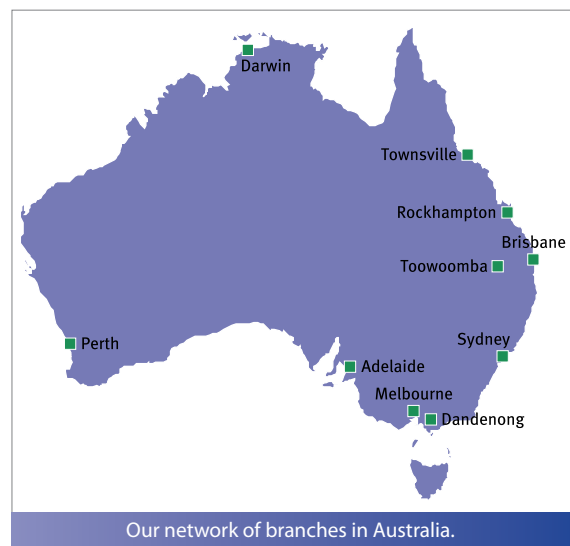 Darwin
Townsville
Rockhampton
Brisbane
Toowoomba
Sydney
Perth
Adelaide
Melbourne
Dandenong
Our network of branches in Australia.